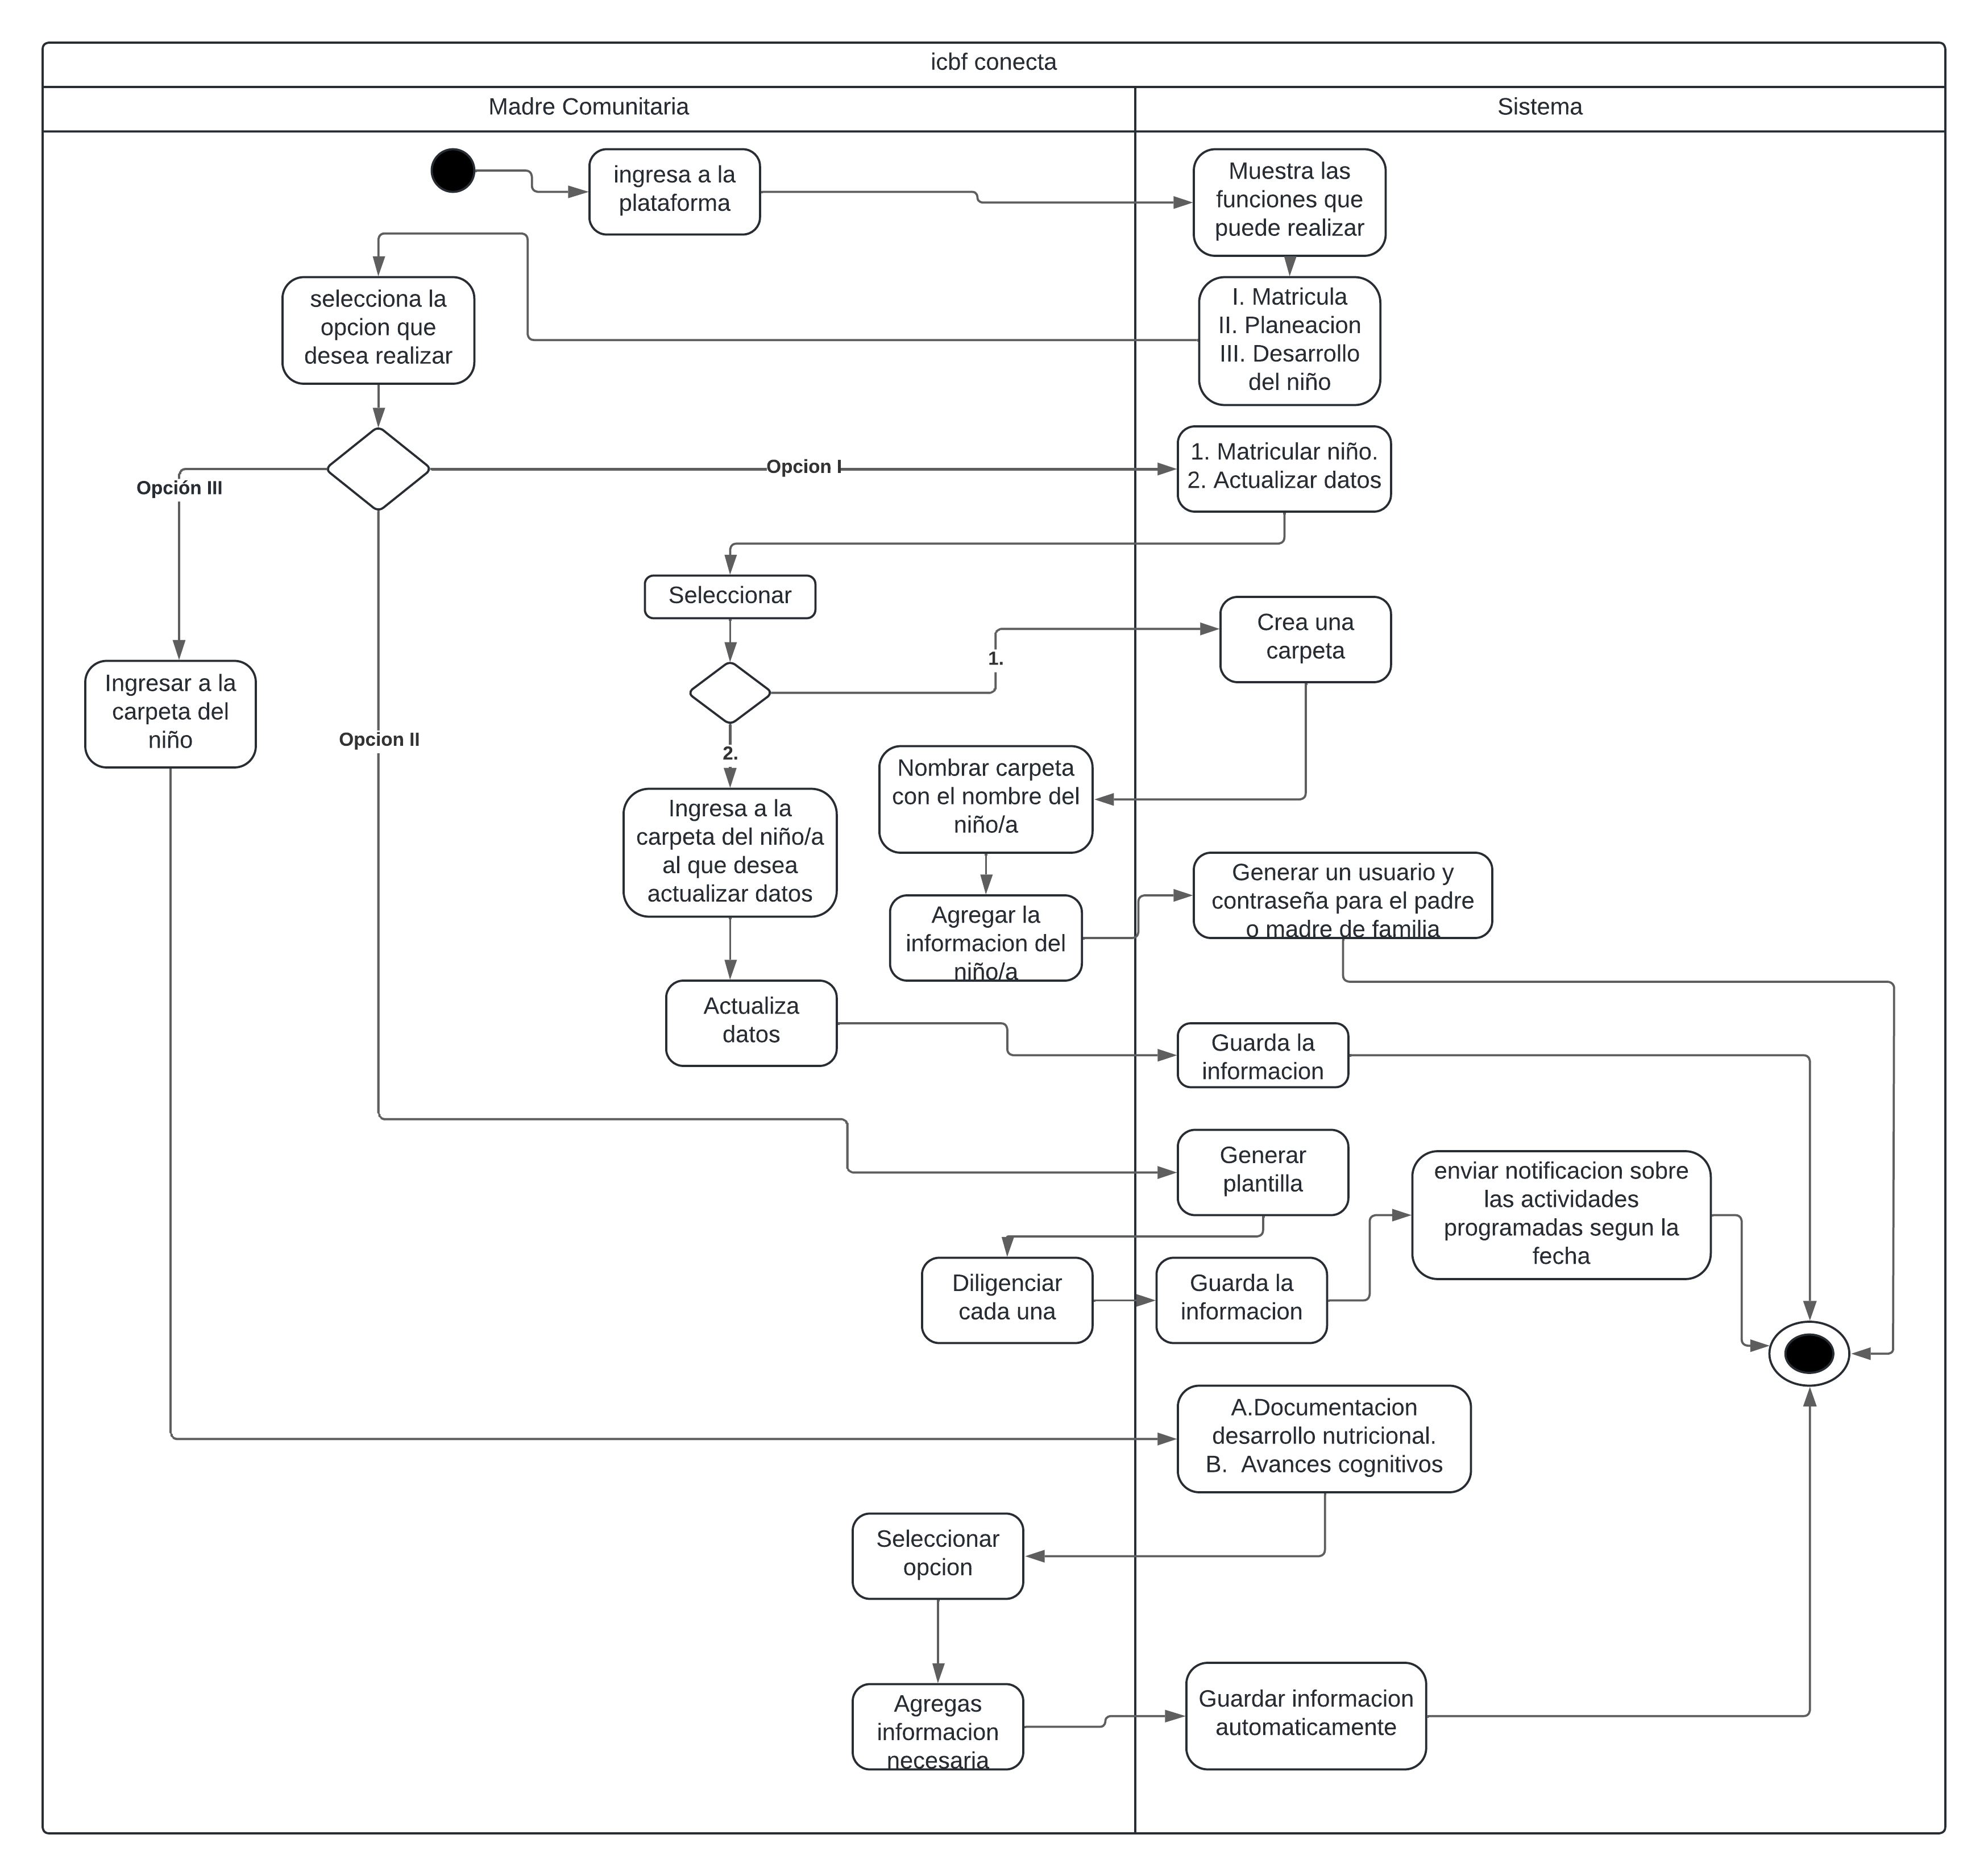 icbf conecta
Madre Comunitaria
Sistema
ingresa a la
plataforma
Muestra las
funciones que
puede realizar
selecciona la
opcion que
desea realizar
I. Matricula
II. Planeacion
III. Desarrollo
del niño
Opcion I
1. Matricular niño.
2. Actualizar datos
Opción III
Seleccionar
Crea una
carpeta
1.
Ingresar a la
carpeta del
niño
Opcion II
2.
Nombrar carpeta
con el nombre del
niño/a
Ingresa a la
carpeta del niño/a
al que desea
actualizar datos
Generar un usuario y
contraseña para el padre
o madre de familia
Agregar la
informacion del
niño/a
Actualiza
datos
Guarda la
informacion
Generar
plantilla
enviar notificacion sobre
las actividades
programadas segun la
fecha
Diligenciar
cada una
Guarda la
informacion
A.Documentacion
desarrollo nutricional.
B.  Avances cognitivos
Seleccionar
opcion
Agregas
informacion
necesaria
Guardar informacion
automaticamente